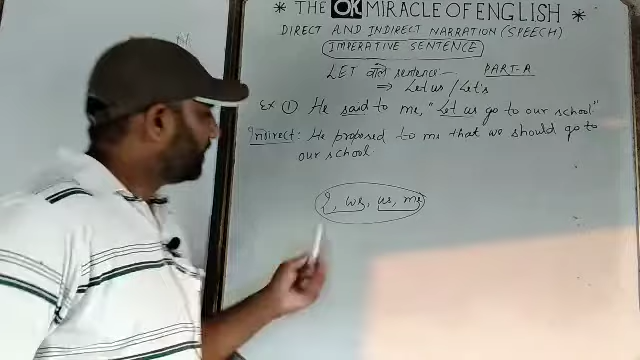 * THE OK MIRACLE OF ENGLISH *
DIRECT AND INDIRECT NARRATION (SPEECH)
IMPERATIVE SENTENCE
LET वाले sentence - PART-A
⇒ Let us / Let's
Ex ① He said to me, "Let us go to our school"
Indirect: He proposed to me that we should go to
our school
I, we, us, me